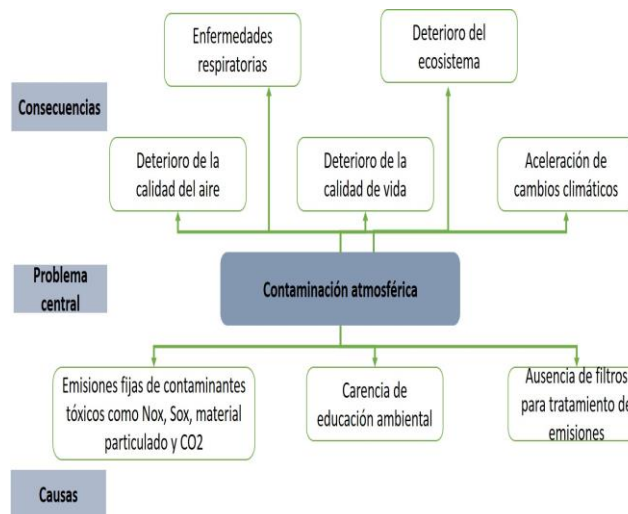 Enfermedades
respiratorias
Deterioro del
ecosistema
Consecuencias
Deterioro de la
calidad del aire
Deterioro de la
calidad de vida
Aceleración de
cambios climáticos
Problema
central
Contaminación atmosférica
Emisiones fijas de contaminantes
tóxicos como Nox, Sox, material
particulado y CO2
Carencia de
educación ambiental
Ausencia de filtros
para tratamiento de
emisiones
Causas